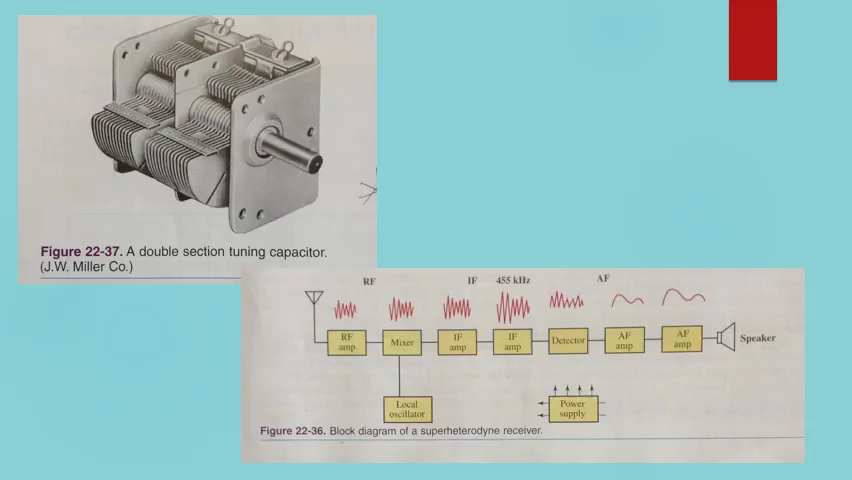 Figure 22-37. A double section tuning capacitor.
(J.W. Miller Co.)
RF IF 455 kHz AF
RF
amp
Mixer
IF
amp
IF
amp
Detector
AF
amp
AF
amp
Speaker
Local
oscillator
Power
supply
Figure 22-36. Block diagram of a superheterodyne receiver.